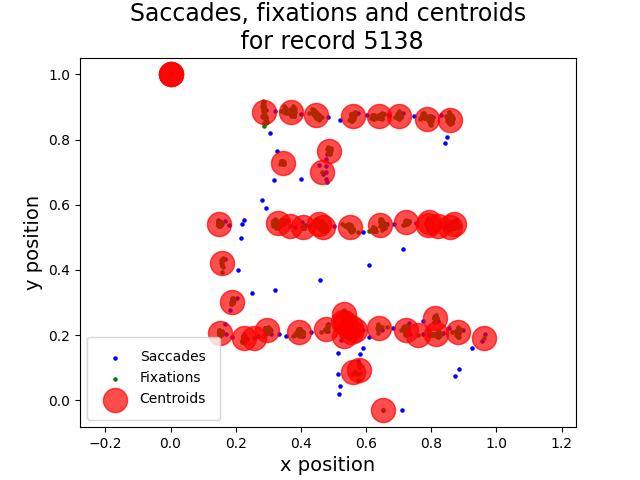 Saccades, fixations and centroids
for record 5138
1.0
0.8
0.6
0.4
0.2
0.0
y position
Saccades
Fixations
Centroids
−0.2 0.0 0.2 0.4 0.6 0.8 1.0 1.2
x position